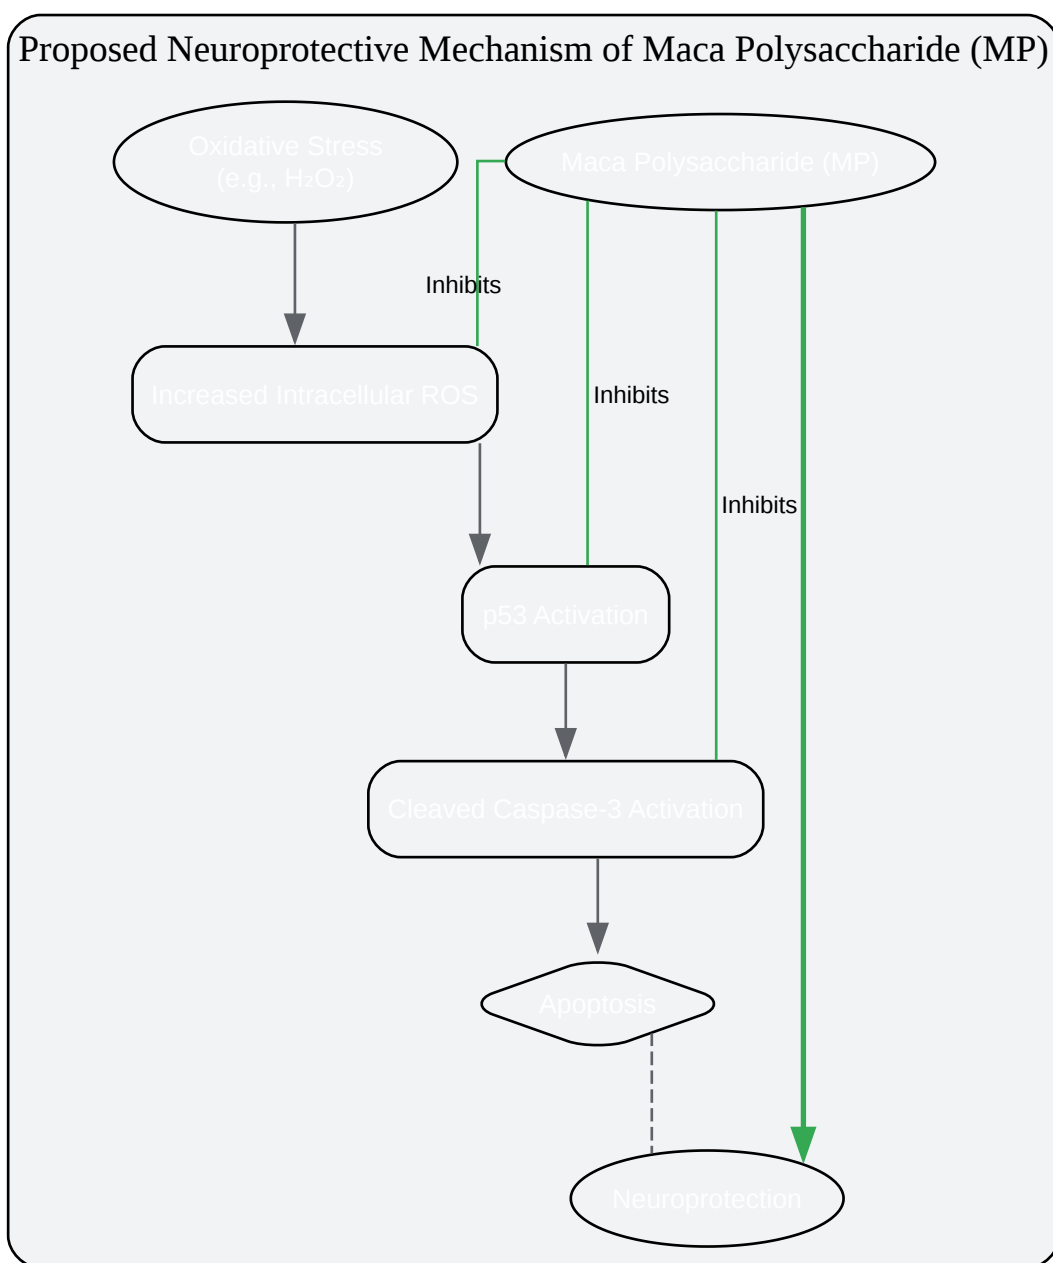 Proposed Neuroprotective Mechanism of Maca Polysaccharide (MP)
Oxidative Stress
(e.g., H₂O₂)
Maca Polysaccharide (MP)
Inhibits
Increased Intracellular ROS
Inhibits
Inhibits
p53 Activation
Cleaved Caspase-3 Activation
Apoptosis
Neuroprotection